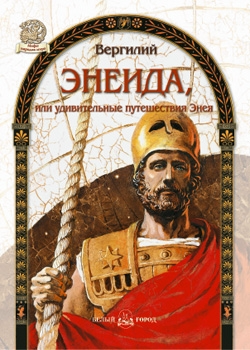 Вергилий
ЭНЕИДА,
или удивительные путешествия Энея
БЕЛЫЙ ГОРОД